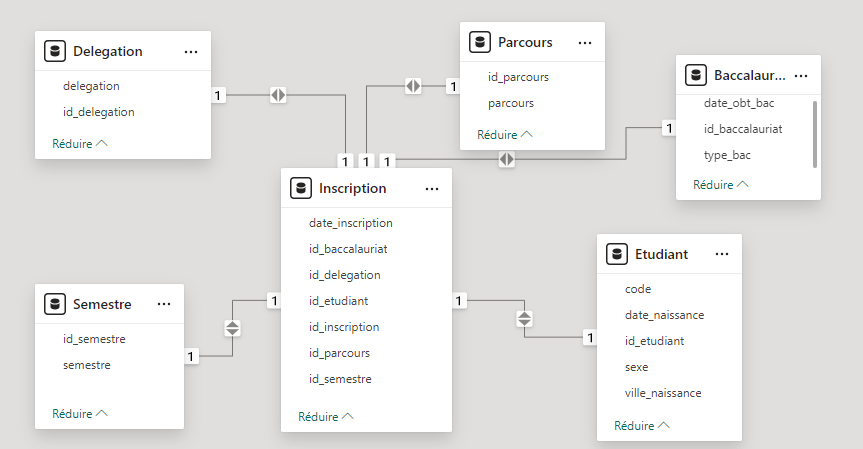 Delegation
delegation
id_delegation
Réduire
Parcours
id_parcours
parcours
Réduire
Baccalaur...
date_obt_bac
id_baccalauriat
type_bac
Réduire
1
1
1
1
1
1
Inscription
date_inscription
id_baccalauriat
id_delegation
id_etudiant
id_inscription
id_parcours
id_semestre
Réduire
Semestre
id_semestre
semestre
Réduire
1
1
1
1
Etudiant
code
date_naissance
id_etudiant
sexe
ville_naissance
Réduire